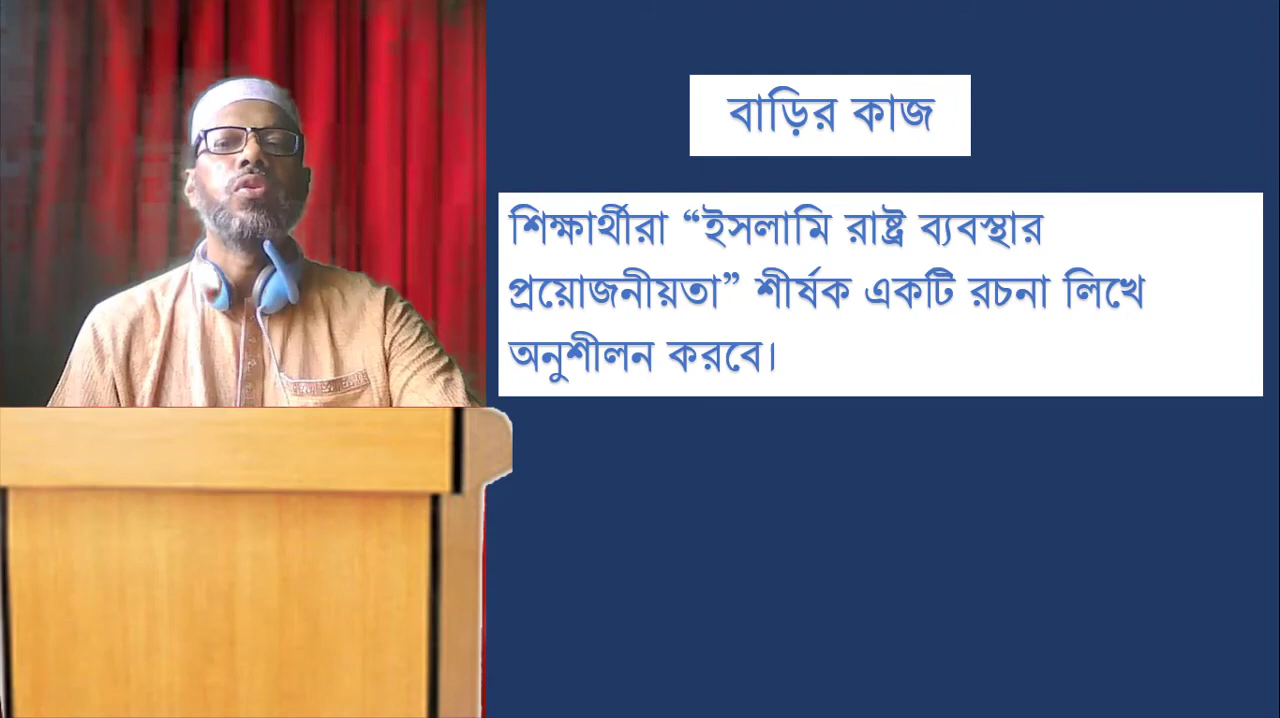 বাড়ির কাজ
শিক্ষার্থীরা “ইসলামি রাষ্ট্র ব্যবস্থার
প্রয়োজনীয়তা” শীর্ষক একটি রচনা লিখে
অনুশীলন করবে।